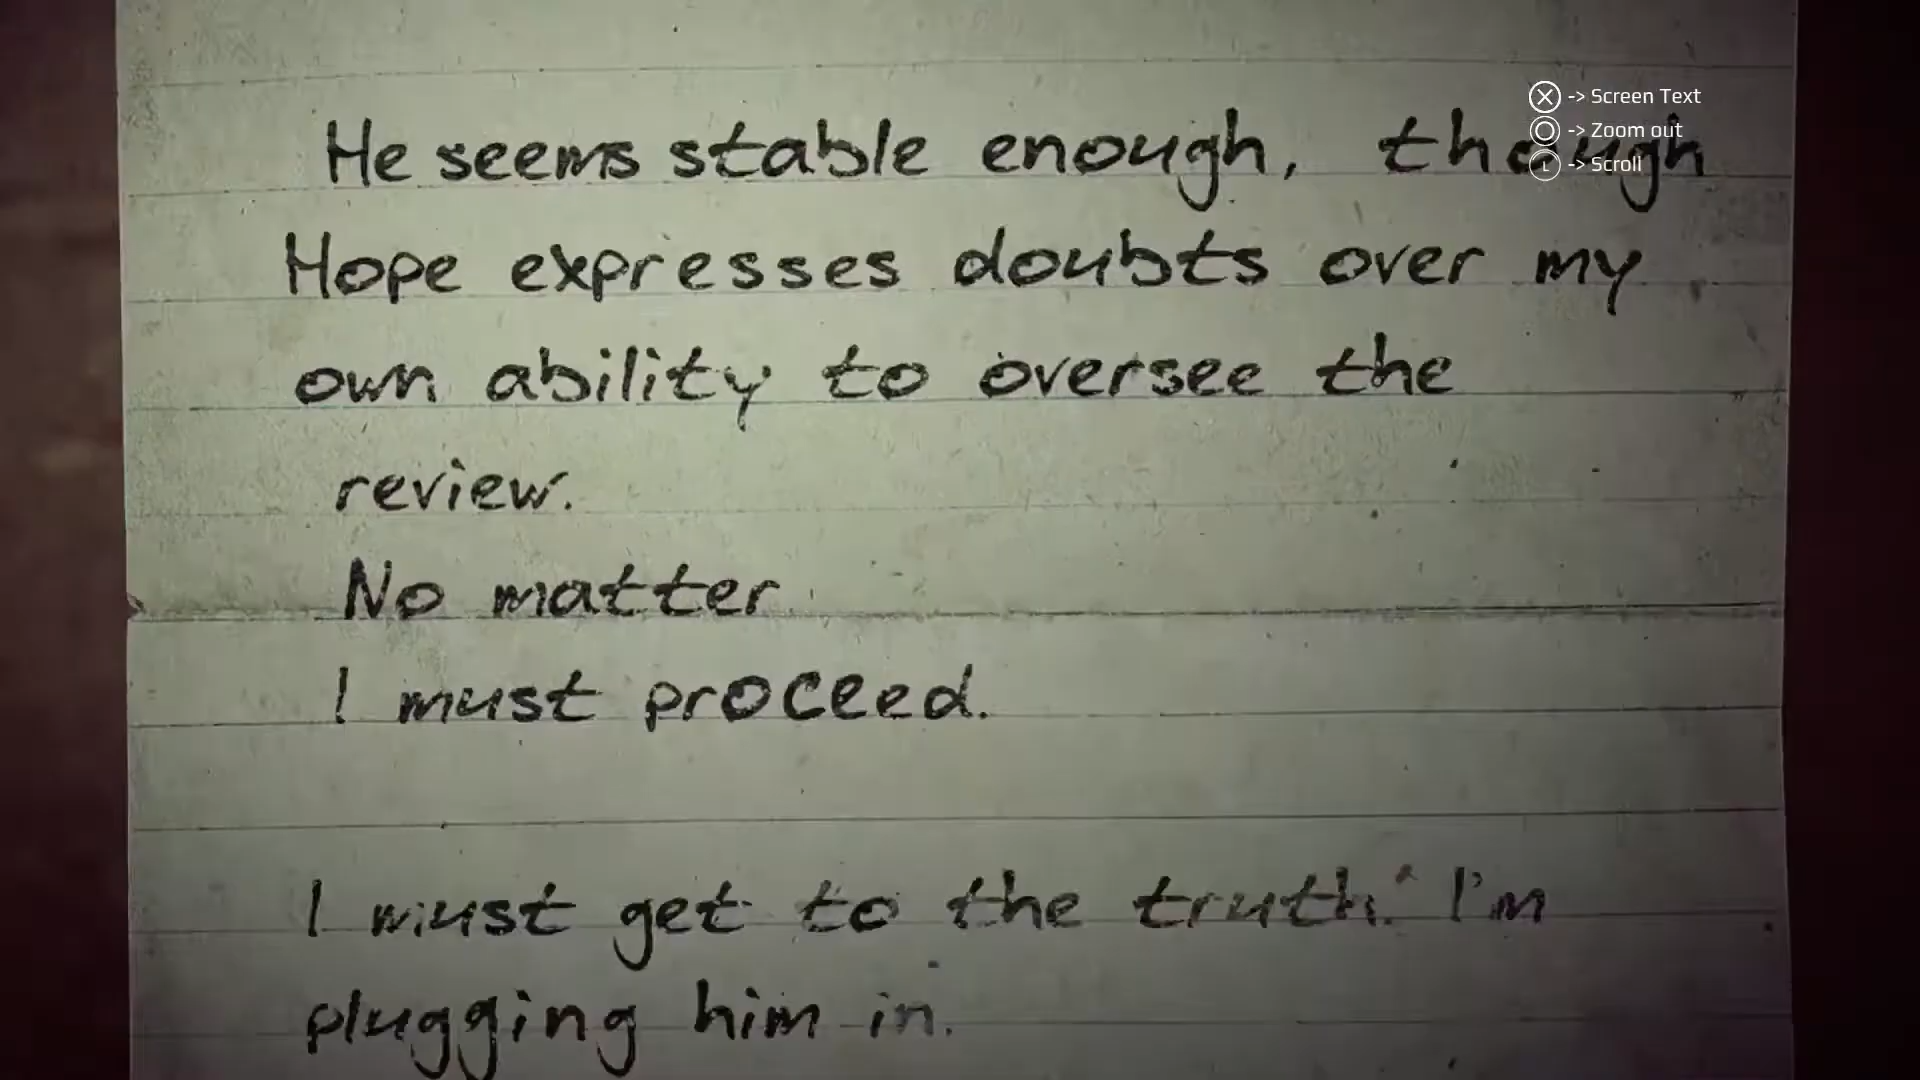 He seems stable enough, though
Hope expresses doubts over my
own ability to oversee the
review.
No matter
I must proceed.
I must get to the truth. I'm
plugging him in.
-> Screen Text
-> Zoom out
L -> Scroll